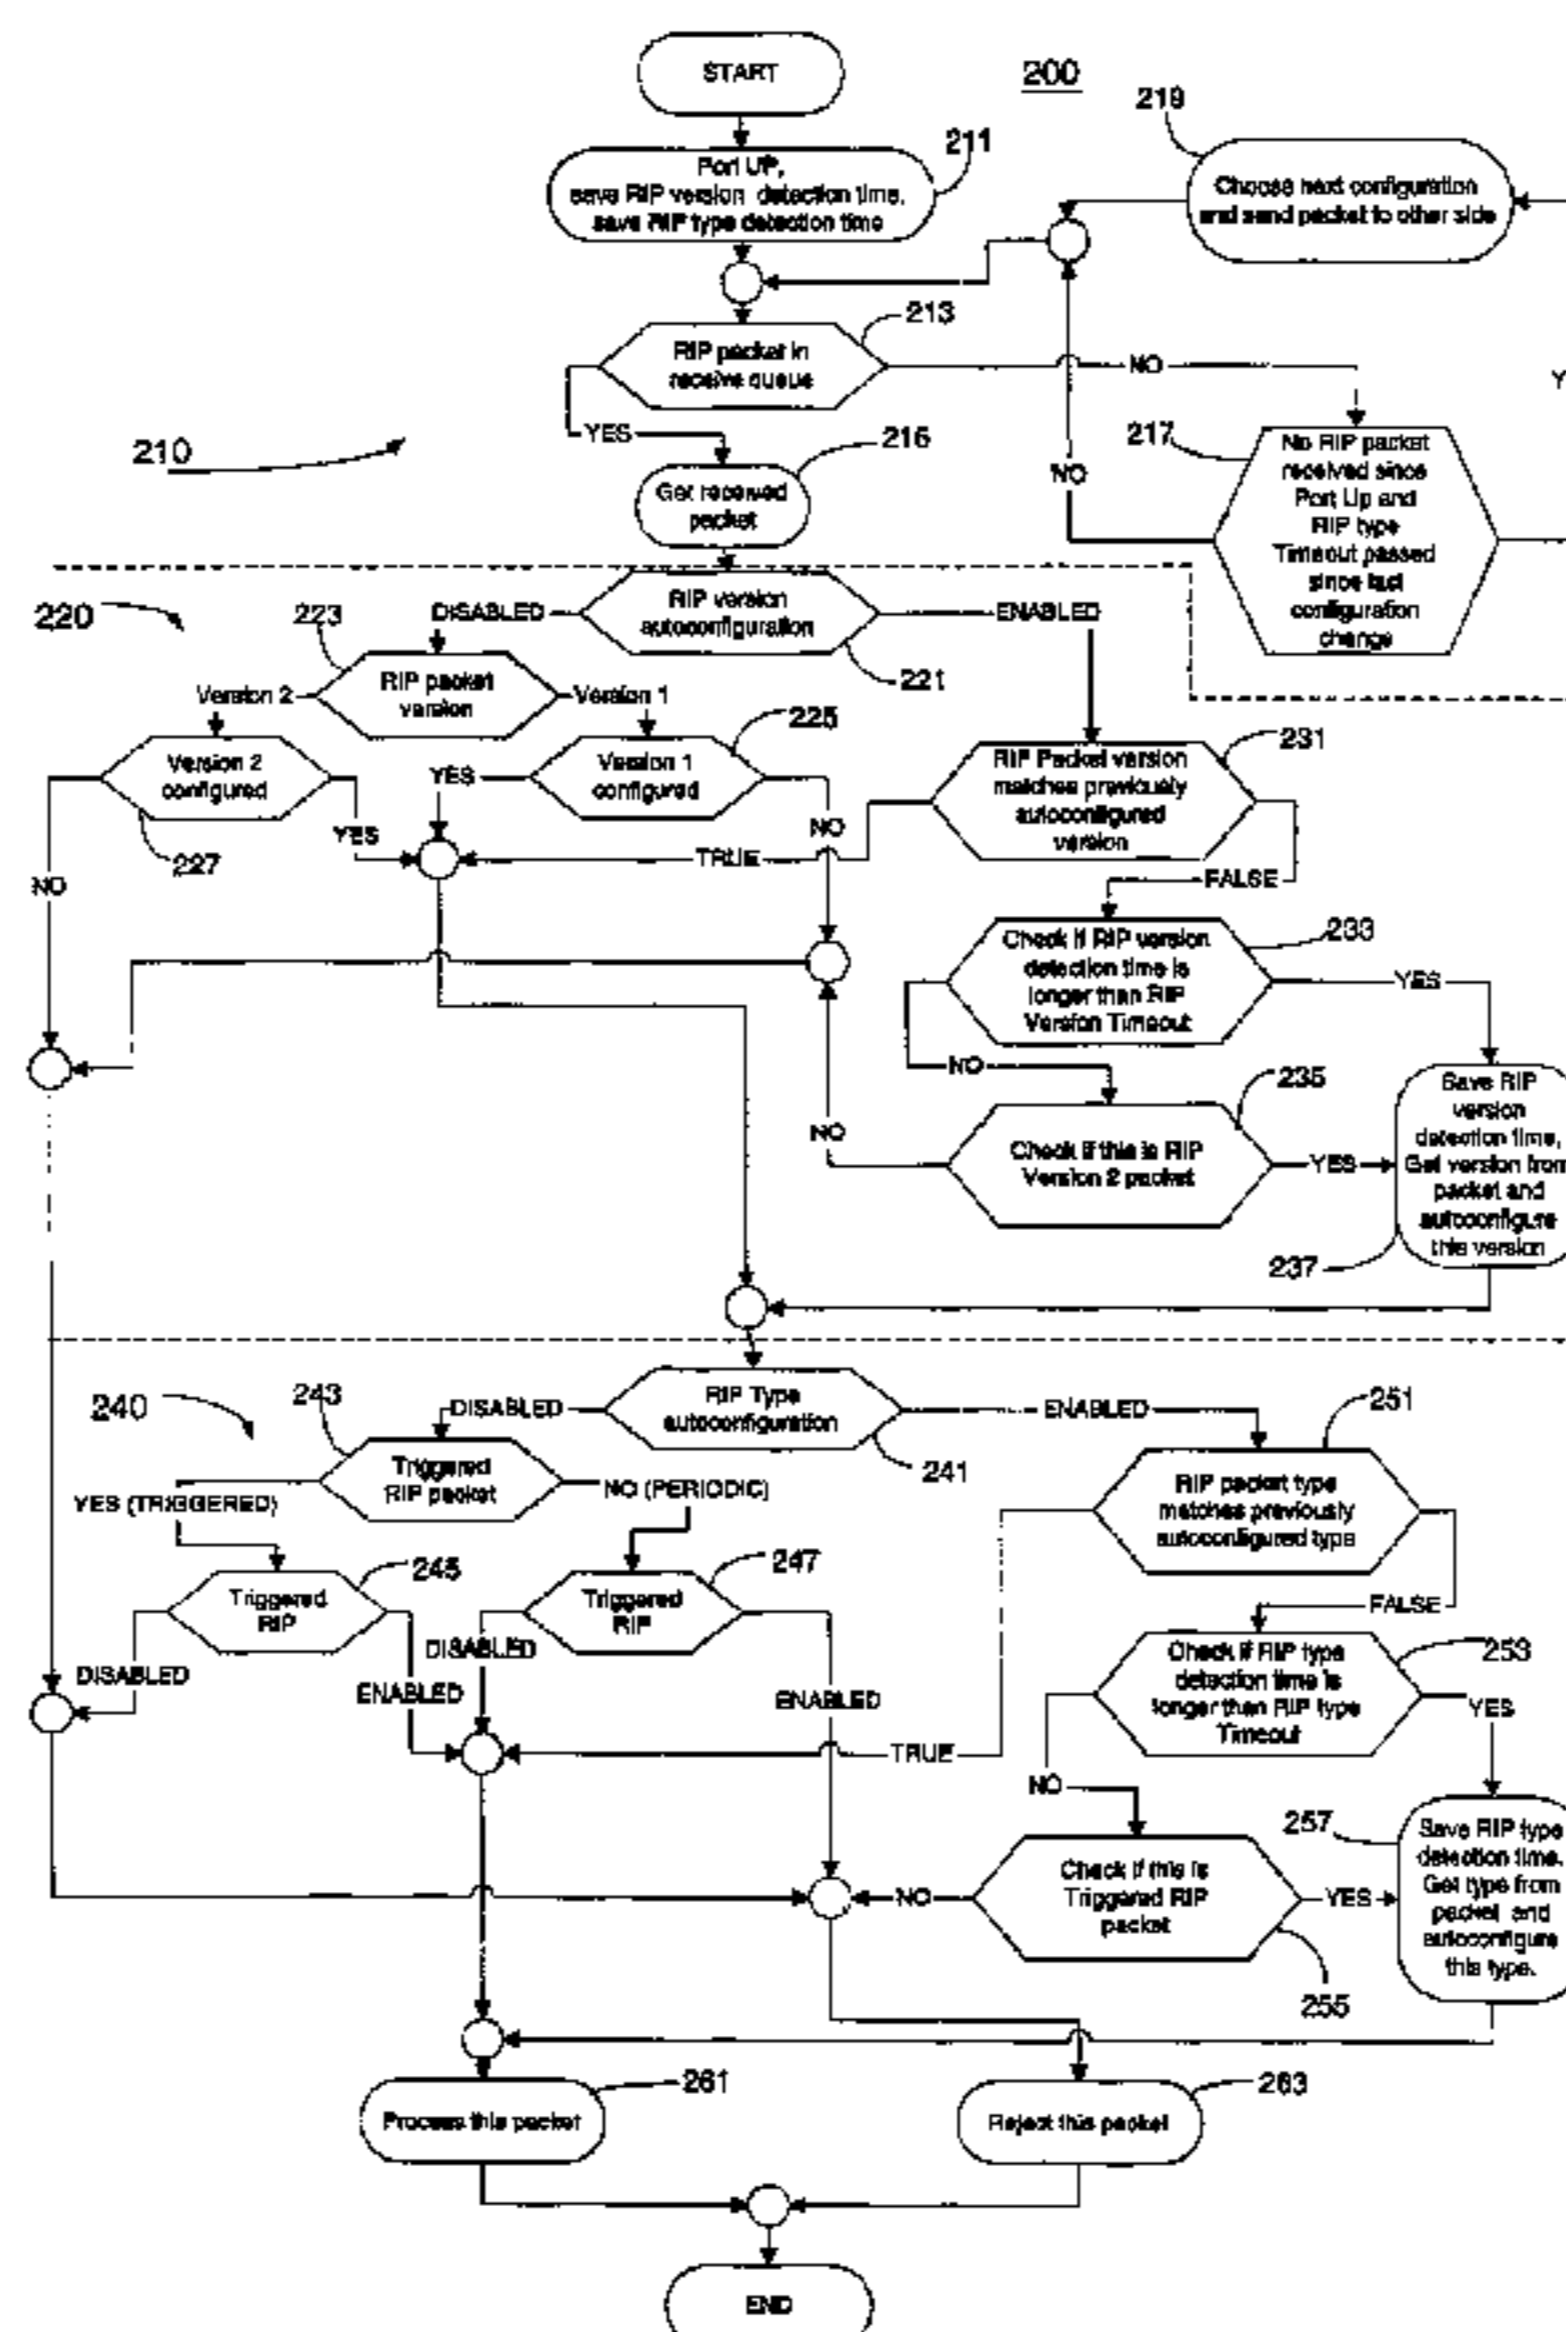 START
200
219
211
Port UP,
save RIP version detection time,
save RIP type detection time
Choose next configuration
and send packet to other side
213
RIP packet in
receive queue
NO
Y
YES
215
210
Get received
packet
217
No RIP packet
received since
Port Up and
RIP type
Timeout passed
since last
configuration
change
NO
220
223
DISABLED
RIP version
autoconfiguration
ENABLED
221
Version 2
RIP packet
version
Version 1
225
Version 2
configured
YES
Version 1
configured
231
RIP Packet version
matches previously
autoconfigured
version
YES
NO
227
TRUE
NO
FALSE
233
Check if RIP version
detection time is
longer than RIP
Version Timeout
YES
NO
235
NO
Check if this is RIP
Version 2 packet
YES
Save RIP
version
detection time,
Get version from
packet and
autoconfigure
this version
237
240
243
DISABLED
RIP Type
autoconfiguration
ENABLED
251
241
Triggered
RIP packet
YES (TRIGGERED)
NO (PERIODIC)
RIP packet type
matches previously
autoconfigured type
245
247
Triggered
RIP
Triggered
RIP
FALSE
DISABLED
DISABLED
ENABLED
ENABLED
253
Check if RIP type
detection time is
longer than RIP type
Timeout
YES
TRUE
NO
257
Save RIP type
detection time.
Get type from
packet and
autoconfigure
this type.
NO
Check if this is
Triggered RIP
packet
YES
255
261
263
Process this packet
Reject this packet
END